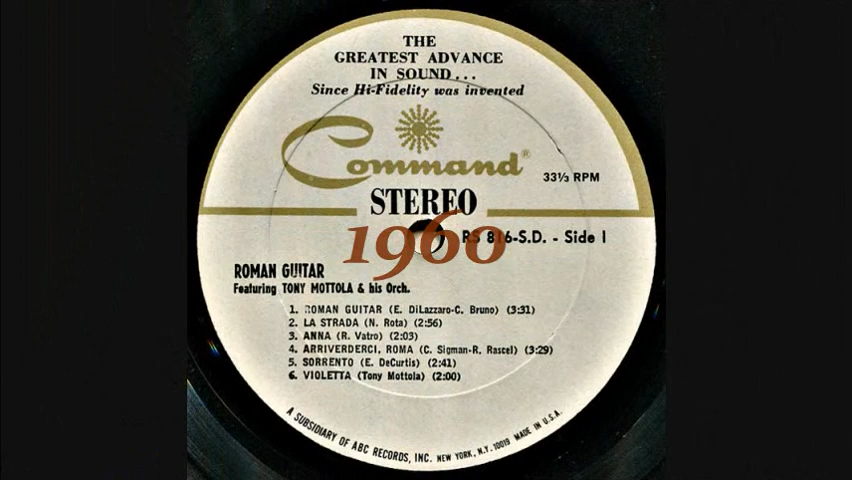 THE
GREATEST ADVANCE
IN SOUND...
Since Hi-Fidelity was invented
Command®
33⅓ RPM
STEREO
1960
RS 816-S.D. - Side I
ROMAN GUITAR
Featuring TONY MOTTOLA & his Orch.
1. ROMAN GUITAR (E. DiLazzaro-C. Bruno) (3:31)
2. LA STRADA (N. Rota) (2:56)
3. ANNA (R. Vatro) (2:03)
4. ARRIVERDERCI, ROMA (C. Sigman-R. Rascel) (3:29)
5. SORRENTO (E. DeCurtis) (2:41)
6. VIOLETTA (Tony Mottola) (2:00)
A SUBSIDIARY OF ABC RECORDS, INC. NEW YORK, N.Y. 10019 MADE IN U.S.A.